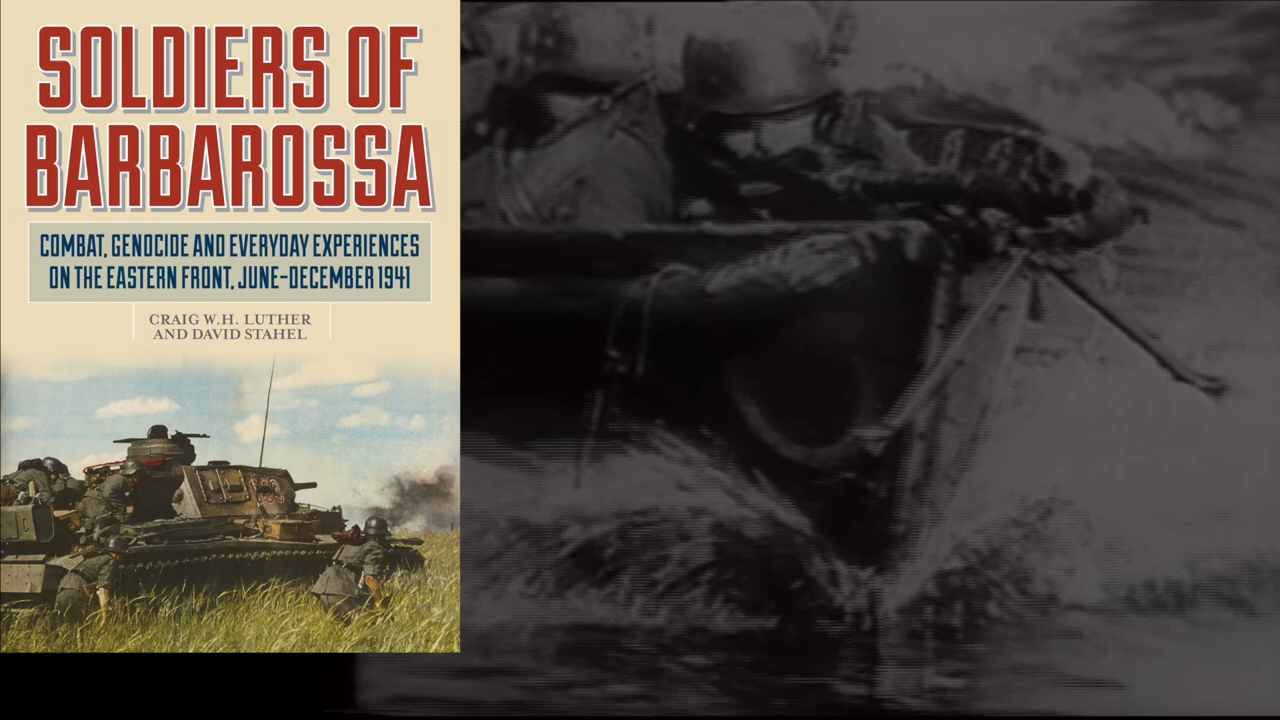 SOLDIERS OF
BARBAROSSA
COMBAT, GENOCIDE AND EVERYDAY EXPERIENCES
ON THE EASTERN FRONT, JUNE-DECEMBER 1941
CRAIG W.H. LUTHER
AND DAVID STAHEL